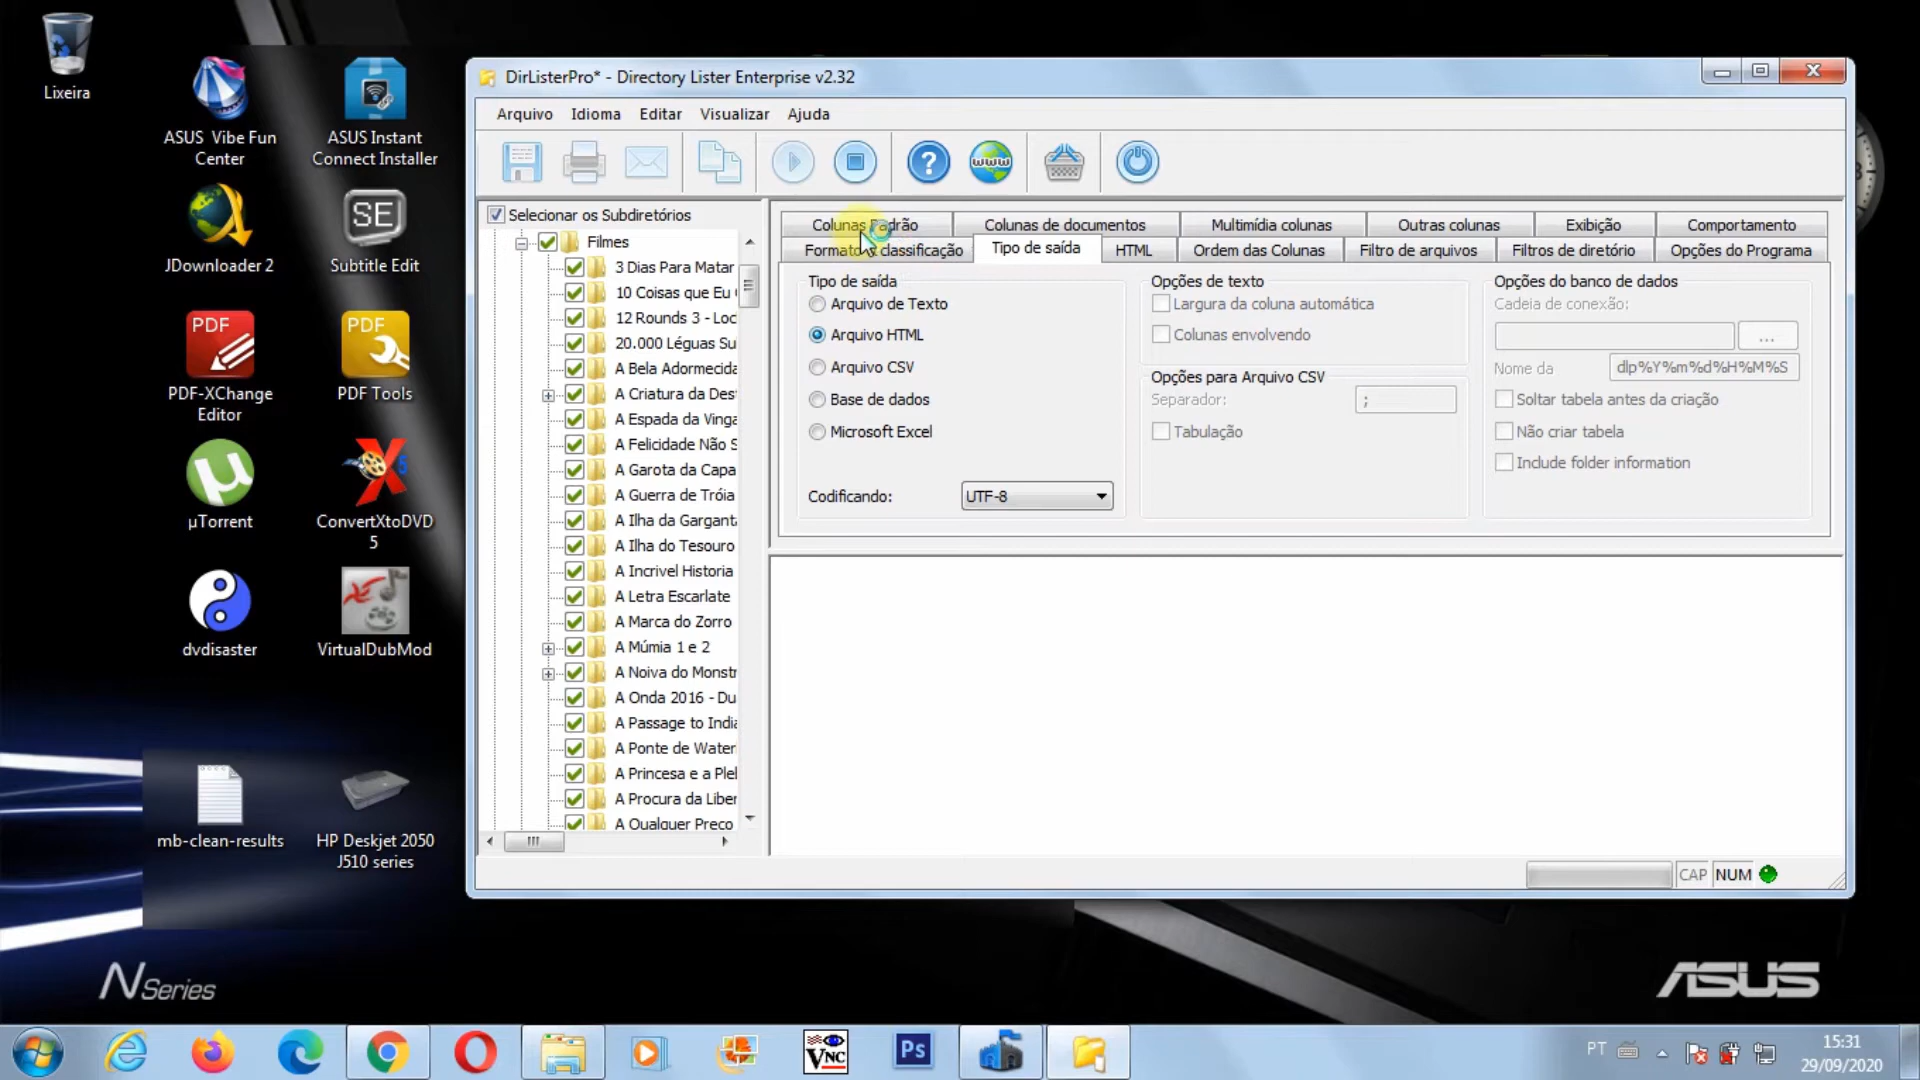 Lixeira
ASUS Vibe Fun
Center
ASUS Instant
Connect Installer
JDownloader 2
SE
Subtitle Edit
PDF
PDF-XChange
Editor
PDF
PDF Tools
µTorrent
ConvertXtoDVD
5
dvdisaster
VirtualDubMod
mb-clean-results
HP Deskjet 2050
J510 series
N Series
ASUS
DirListerPro* - Directory Lister Enterprise v2.32
Arquivo Idioma Editar Visualizar Ajuda
? www
Selecionar os Subdiretórios
Filmes
3 Dias Para Matar
10 Coisas que Eu
12 Rounds 3 - Loc
20.000 Léguas Su
A Bela Adormecida
A Criatura da Des
A Espada da Vinga
A Felicidade Não S
A Garota da Capa
A Guerra de Tróia
A Ilha da Gargant
A Ilha do Tesouro
A Incrivel Historia
A Letra Escarlate
A Marca do Zorro
A Múmia 1 e 2
A Noiva do Monstr
A Onda 2016 - Du
A Passage to India
A Ponte de Water
A Princesa e a Pleb
A Procura da Liber
A Qualquer Preço
Colunas Padrão Colunas de documentos Multimídia colunas Outras colunas Exibição Comportamento
Formato classificação Tipo de saída HTML Ordem das Colunas Filtro de arquivos Filtros de diretório Opções do Programa
Tipo de saída
Arquivo de Texto
Arquivo HTML
Arquivo CSV
Base de dados
Microsoft Excel
Codificando: UTF-8
Opções de texto
Largura da coluna automática
Colunas envolvendo
Opções para Arquivo CSV
Separador: ;
Tabulação
Opções do banco de dados
Cadeia de conexão:
...
Nome da dlp%Y%m%d%H%M%S
Soltar tabela antes da criação
Não criar tabela
Include folder information
CAP NUM
VNC
Ps
PT
15:31
29/09/2020